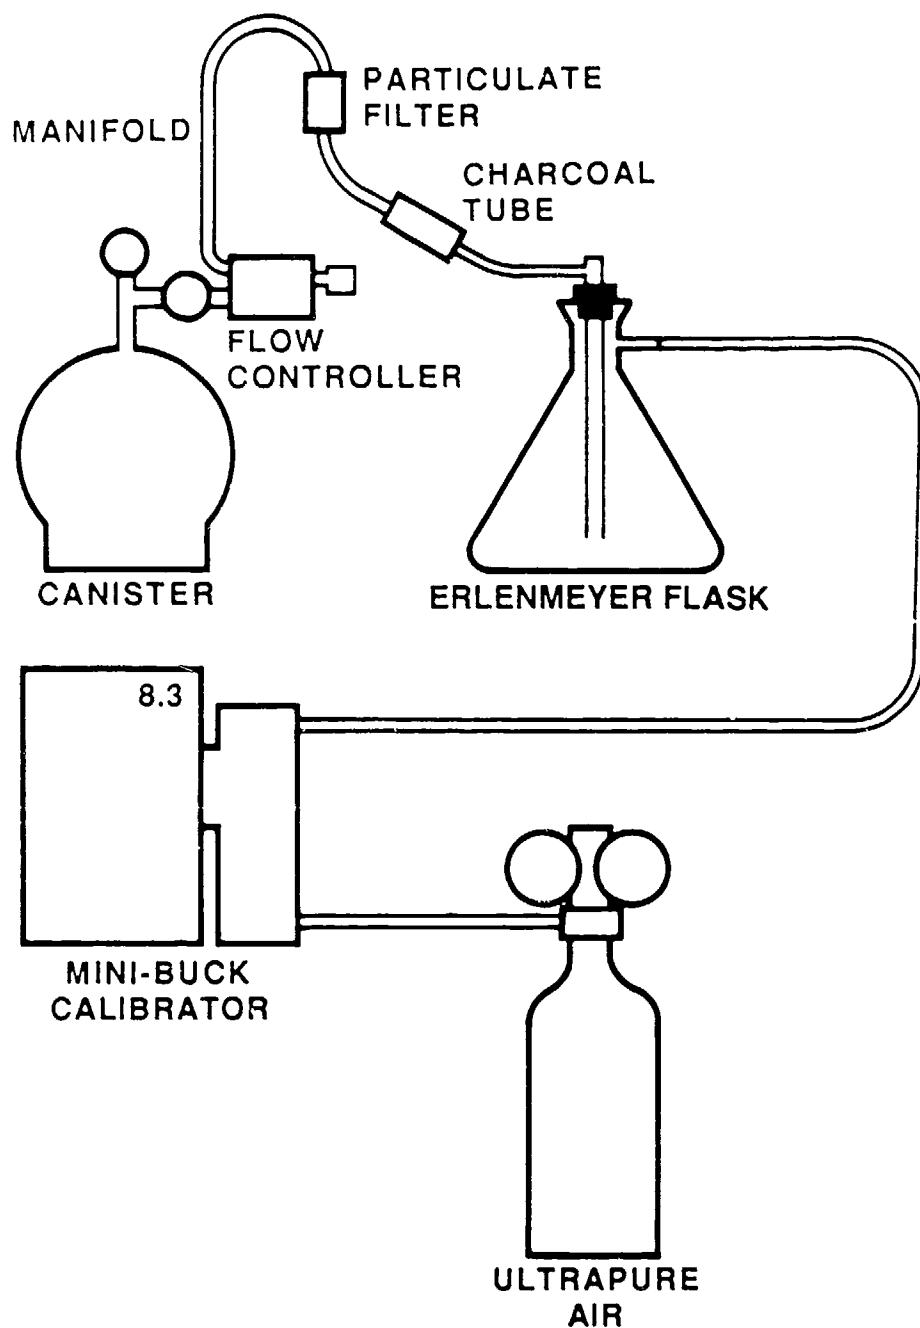 PARTICULATE
FILTER
MANIFOLD
CHARCOAL
TUBE
FLOW
CONTROLLER
CANISTER
ERLENMEYER FLASK
8.3
MINI-BUCK
CALIBRATOR
ULTRAPURE
AIR